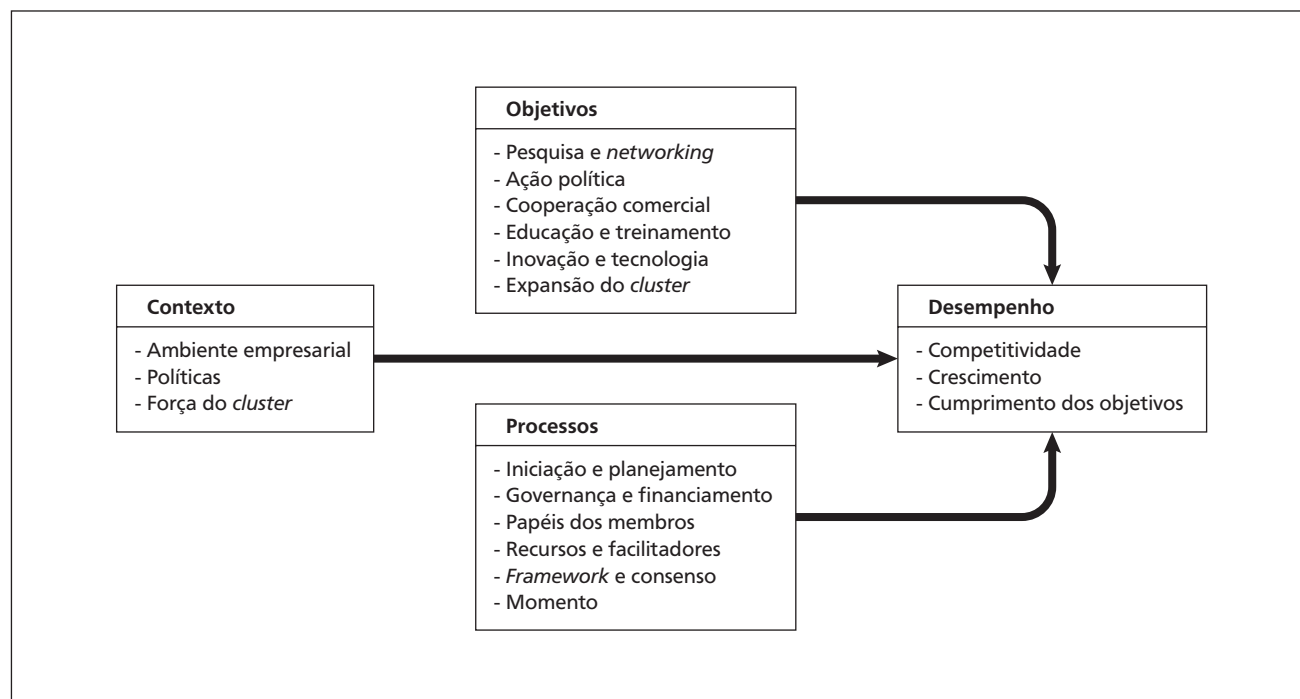 Objetivos
- Pesquisa e networking
- Ação política
- Cooperação comercial
- Educação e treinamento
- Inovação e tecnologia
- Expansão do cluster
Contexto
- Ambiente empresarial
- Políticas
- Força do cluster
Desempenho
- Competitividade
- Crescimento
- Cumprimento dos objetivos
Processos
- Iniciação e planejamento
- Governança e financiamento
- Papéis dos membros
- Recursos e facilitadores
- Framework e consenso
- Momento